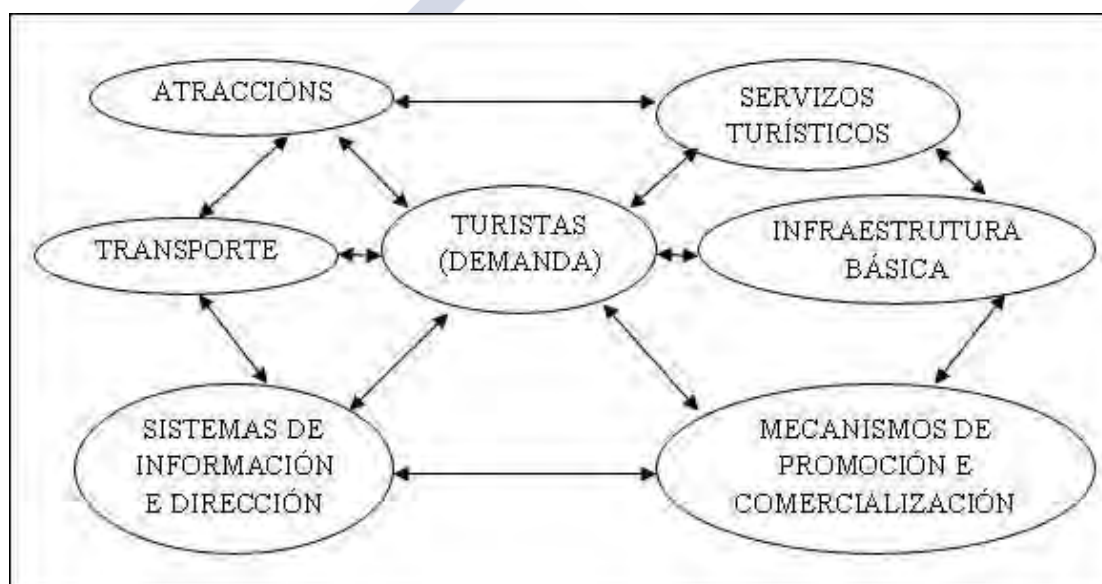 ATRACCIÓNS
SERVIZOS
TURÍSTICOS
TURISTAS
(DEMANDA)
TRANSPORTE
INFRAESTRUTURA
BÁSICA
SISTEMAS DE
INFORMACIÓN
E DIRECCIÓN
MECANISMOS DE
PROMOCIÓN E
COMERCIALIZACIÓN